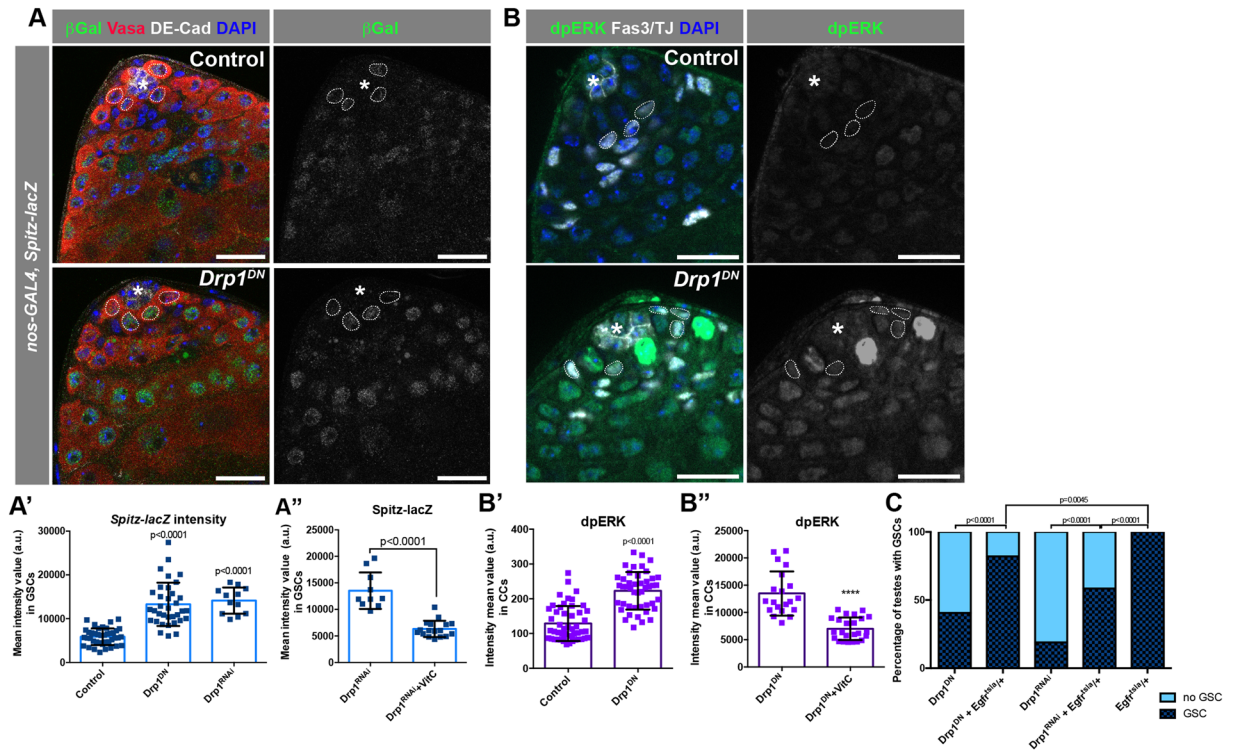 A
βGal Vasa DE-Cad DAPI
βGal
B
dpERK Fas3/TJ DAPI
dpERK
nos-GAL4, Spitz-lacZ
Control
*
*
Control
*
*
Drp1DN
*
*
Drp1DN
*
*
A'
Spitz-lacZ intensity
Mean intensity value (a.u.)
in GSCs
30000
20000
10000
0
p<0.0001
p<0.0001
Control
Drp1DN
Drp1RNAi
A''
Spitz-lacZ
Mean intensity value (a.u.)
in GSCs
25000
20000
15000
10000
5000
0
p<0.0001
Drp1RNAi
Drp1RNAi+VitC
B'
dpERK
Intensity mean value (a.u.)
in CCs
400
300
200
100
0
p<0.0001
Control
Drp1DN
B''
dpERK
Intensity mean value (a.u.)
in CCs
25000
20000
15000
10000
5000
0
****
Drp1DN
Drp1DN+VitC
C
Percentage of testes with GSCs
100
50
0
p=0.0045
p<0.0001
p<0.0001
p<0.0001
Drp1DN
Drp1DN + Egfrtsla/+
Drp1RNAi
Drp1RNAi + Egfrtsla/+
Egfrtsla/+
no GSC
GSC